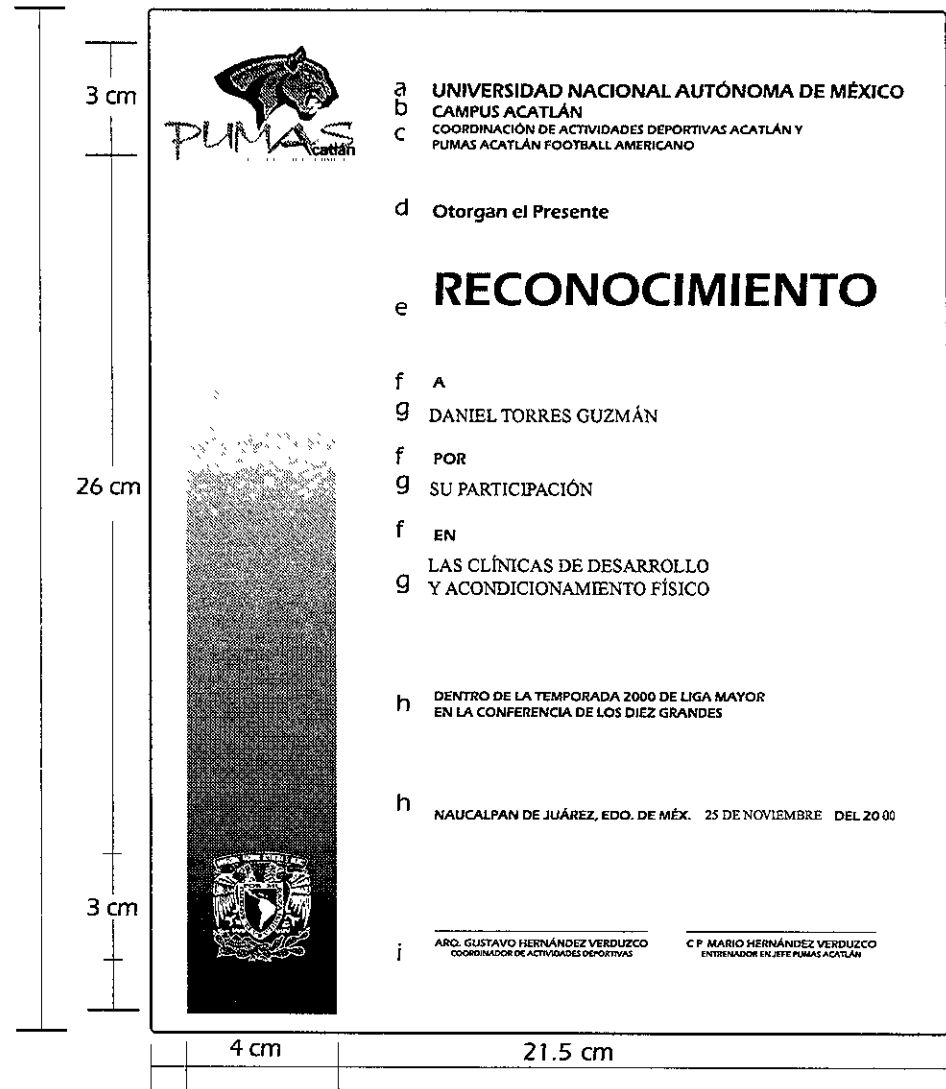 3 cm
PUMAS
catlán
a UNIVERSIDAD NACIONAL AUTÓNOMA DE MÉXICO
b CAMPUS ACATLÁN
c COORDINACIÓN DE ACTIVIDADES DEPORTIVAS ACATLÁN Y
PUMAS ACATLÁN FOOTBALL AMERICANO
d Otorgan el Presente
e RECONOCIMIENTO
f A
g DANIEL TORRES GUZMÁN
f POR
g SU PARTICIPACIÓN
26 cm
f EN
LAS CLÍNICAS DE DESARROLLO
g Y ACONDICIONAMIENTO FÍSICO
h DENTRO DE LA TEMPORADA 2000 DE LIGA MAYOR
EN LA CONFERENCIA DE LOS DIEZ GRANDES
h NAUCALPAN DE JUÁREZ, EDO. DE MÉX. 25 DE NOVIEMBRE DEL 20 00
3 cm
i ARQ. GUSTAVO HERNÁNDEZ VERDUZCO C P MARIO HERNÁNDEZ VERDUZCO
COORDINADOR DE ACTIVIDADES DEPORTIVAS ENTRENADOR EN JEFE PUMAS ACATLÁN
4 cm 21.5 cm